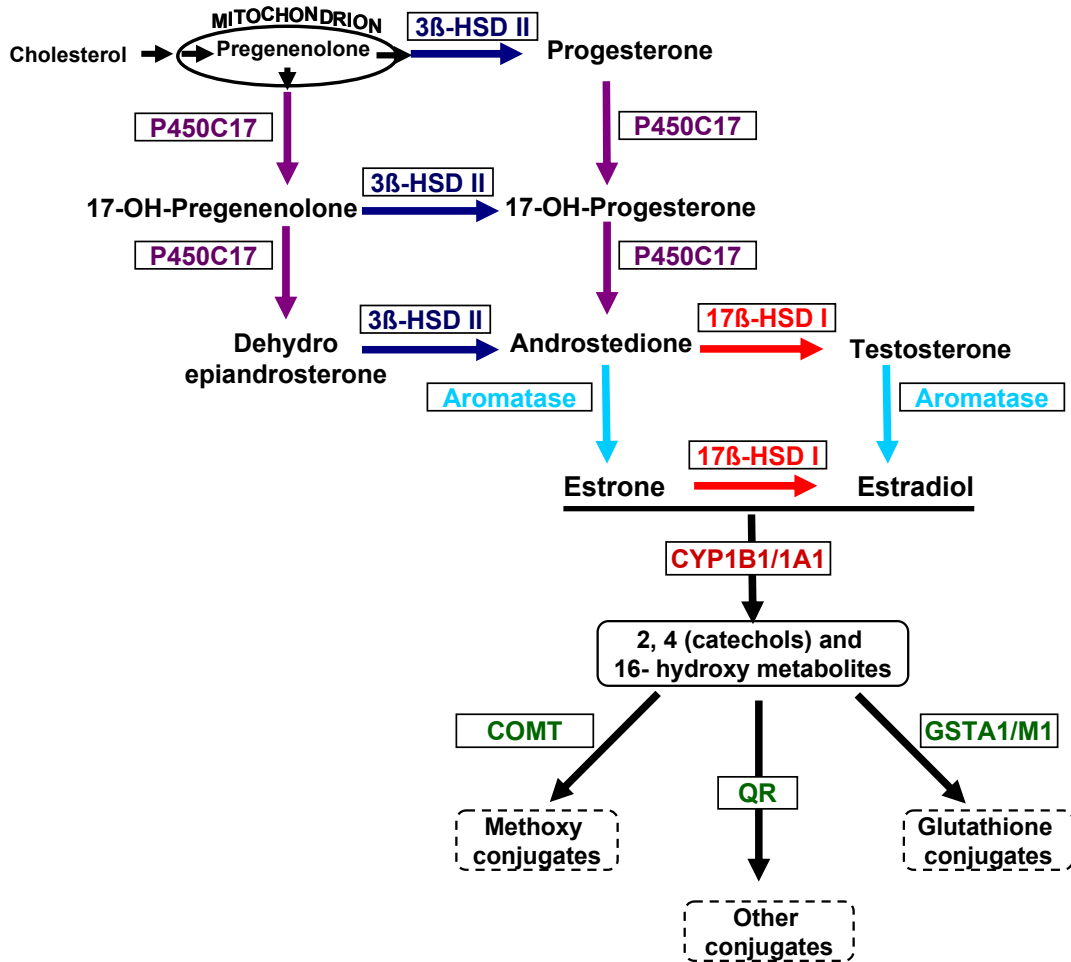 MITOCHONDRION
3ß-HSD II
Cholesterol
Pregenenolone
Progesterone
P450C17
P450C17
3ß-HSD II
17-OH-Pregenenolone
17-OH-Progesterone
P450C17
P450C17
3ß-HSD II
17ß-HSD I
Dehydro
epiandrosterone
Androstedione
Testosterone
Aromatase
Aromatase
17ß-HSD I
Estrone
Estradiol
CYP1B1/1A1
2, 4 (catechols) and
16- hydroxy metabolites
COMT
GSTA1/M1
QR
Methoxy
conjugates
Glutathione
conjugates
Other
conjugates